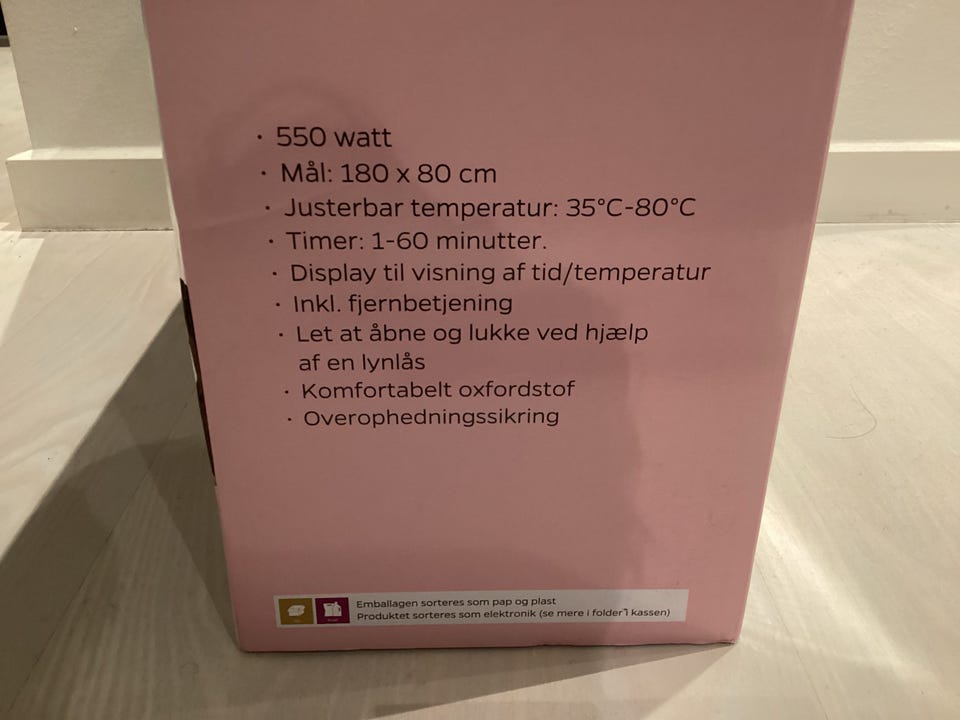 · 550 watt
· Mål: 180 x 80 cm
· Justerbar temperatur: 35°C-80°C
· Timer: 1-60 minutter.
· Display til visning af tid/temperatur
· Inkl. fjernbetjening
· Let at åbne og lukke ved hjælp
af en lynlås
· Komfortabelt oxfordstof
· Overophedningssikring
Emballagen sorteres som pap og plast
Produktet sorteres som elektronik (se mere i folder i kassen)